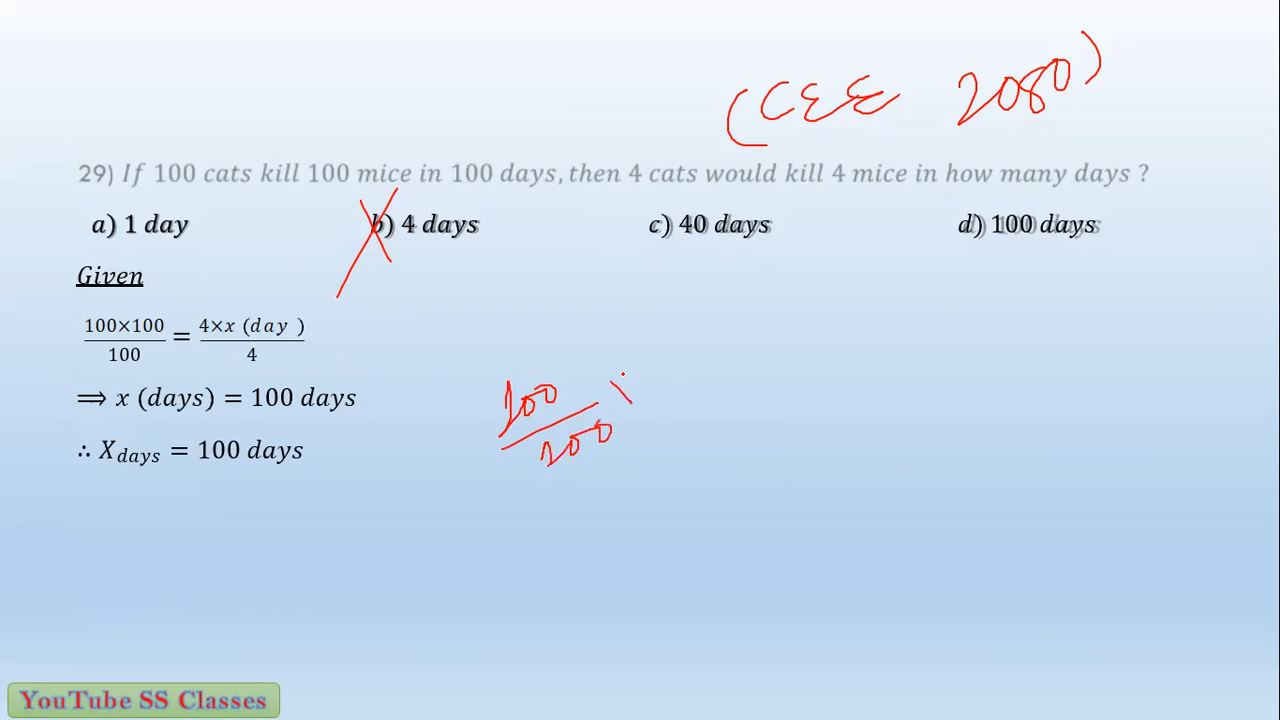 (CEE 2080)
29) If 100 cats kill 100 mice in 100 days, then 4 cats would kill 4 mice in how many days ?
a) 1 day b) 4 days c) 40 days d) 100 days
Given
100×100/100 = 4×x (day )/4
⟹ x (days) = 100 days
∴ X_days = 100 days
100/100
YouTube SS Classes